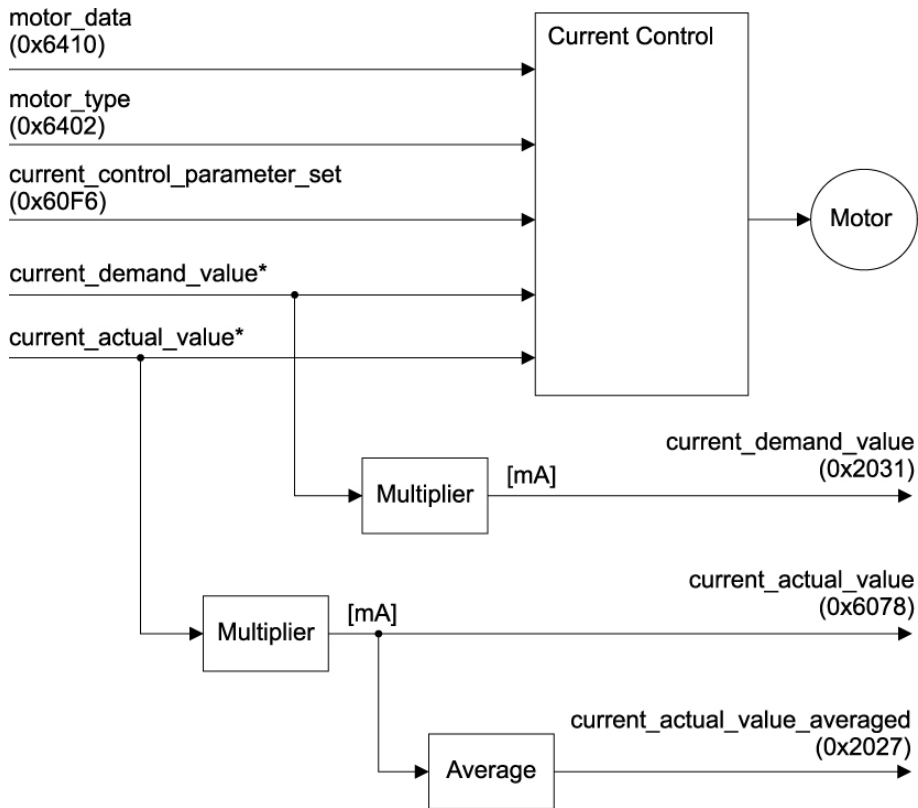 motor_data
(0x6410)
Current Control
motor_type
(0x6402)
current_control_parameter_set
(0x60F6)
Motor
current_demand_value*
current_actual_value*
current_demand_value
(0x2031)
Multiplier
[mA]
current_actual_value
(0x6078)
Multiplier
[mA]
current_actual_value_averaged
(0x2027)
Average